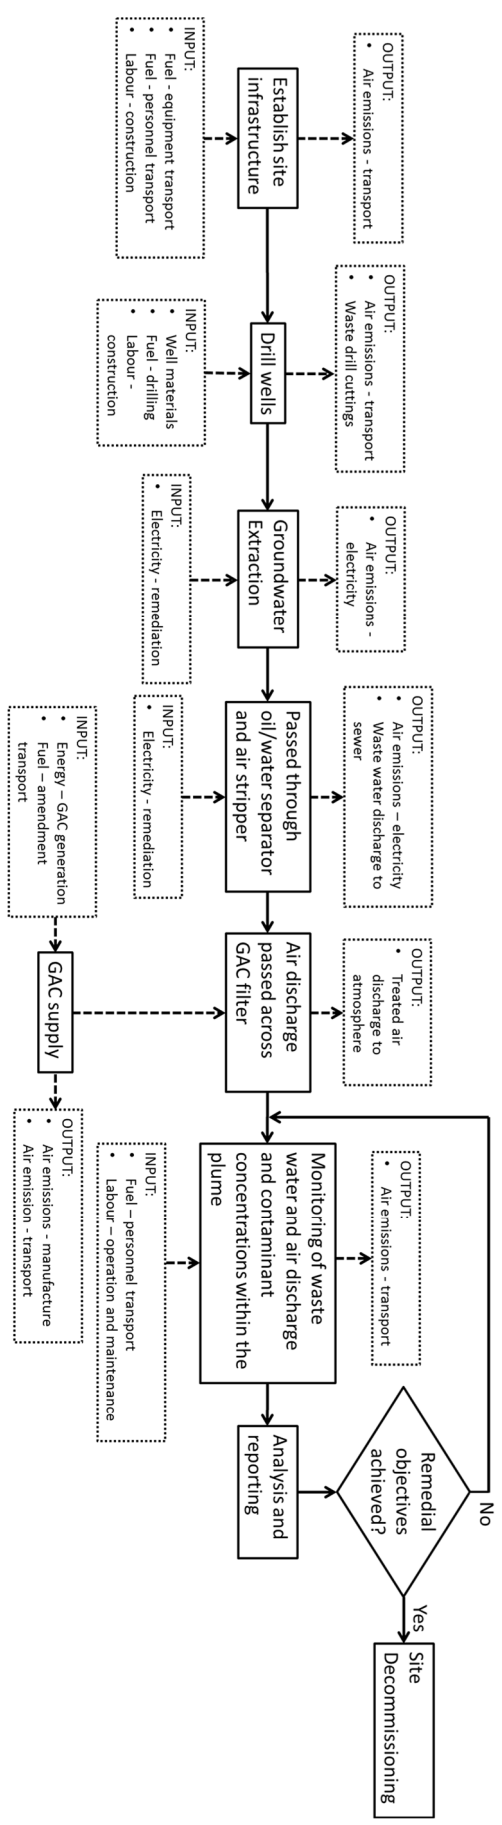 OUTPUT:
• Air emissions - transport
Establish site
infrastructure
INPUT:
• Fuel - equipment transport
• Fuel - personnel transport
• Labour - construction
OUTPUT:
• Air emissions - transport
• Waste drill cuttings
Drill wells
INPUT:
• Well materials
• Fuel - drilling
• Labour -
construction
OUTPUT:
• Air emissions -
electricity
Groundwater
Extraction
INPUT:
• Electricity - remediation
OUTPUT:
• Air emissions – electricity
• Waste water discharge to
sewer
Passed through
oil/water separator
and air stripper
INPUT:
• Electricity - remediation
OUTPUT:
• Treated air
discharge to
atmosphere
Air discharge
passed across
GAC filter
INPUT:
• Energy – GAC generation
• Fuel – amendment
transport
GAC supply
OUTPUT:
• Air emissions - manufacture
• Air emission - transport
OUTPUT:
• Air emissions - transport
Monitoring of waste
water and air discharge
and contaminant
concentrations within the
plume
INPUT:
• Fuel – personnel transport
• Labour – operation and maintenance
Analysis and
reporting
Remedial
objectives
achieved?
No
Yes
Site
Decommissioning